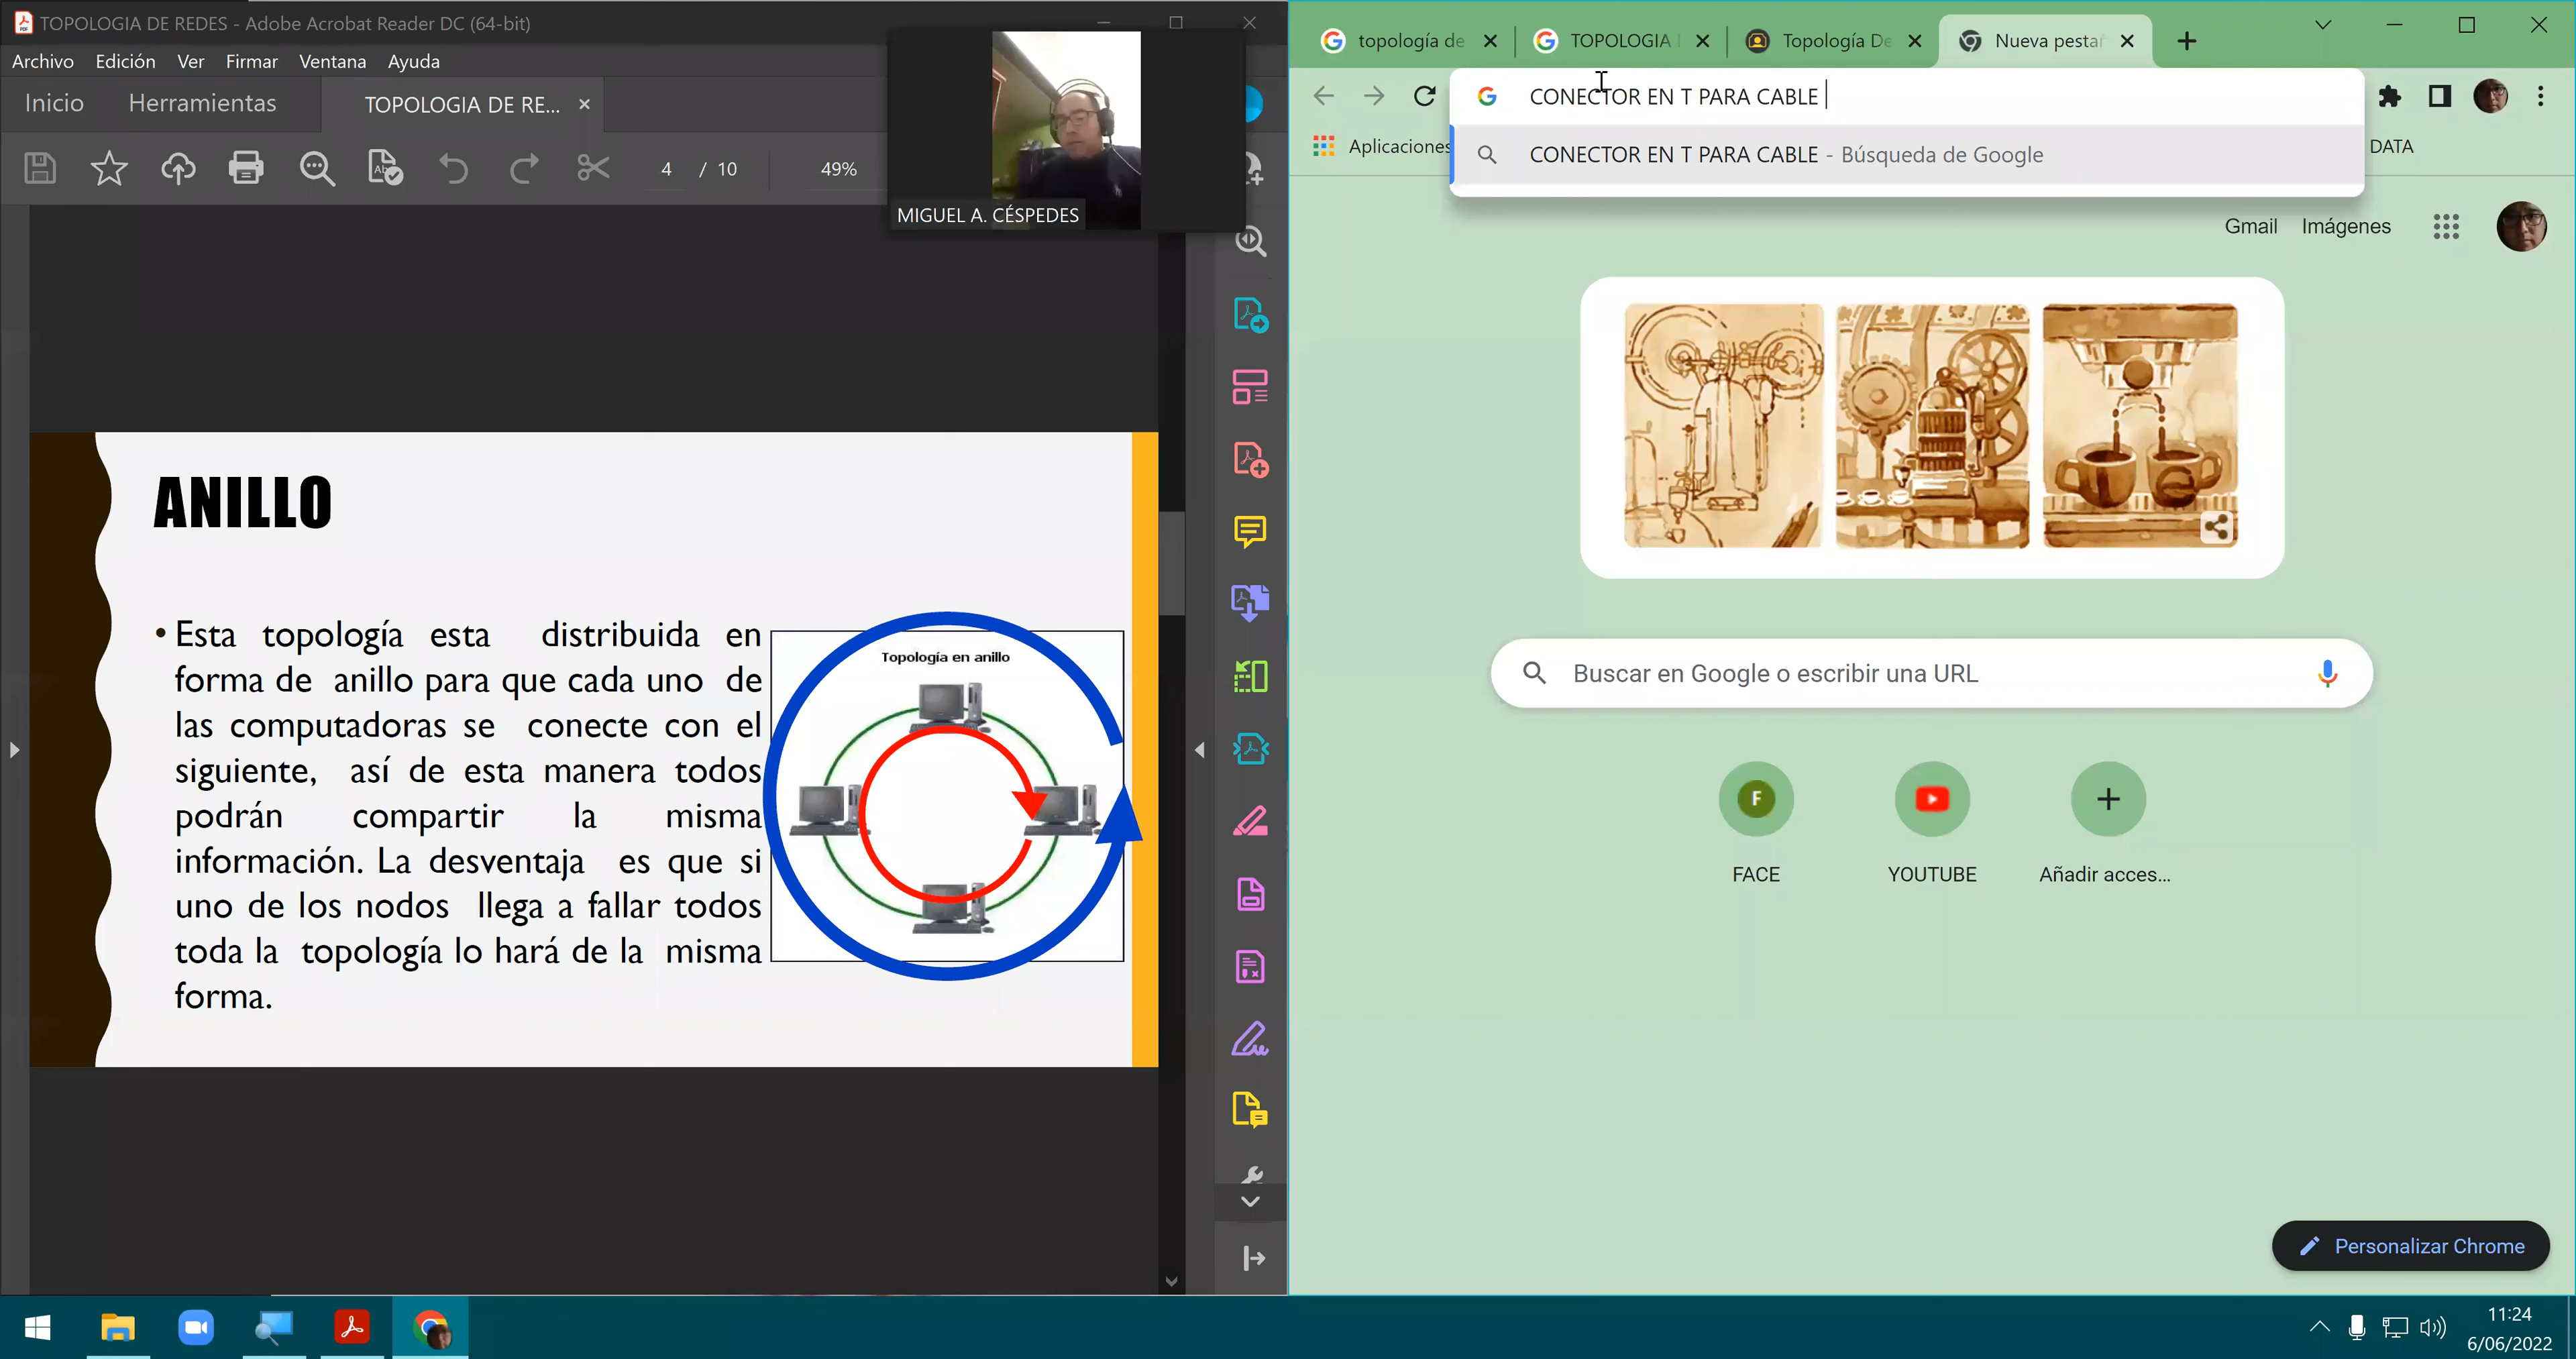 TOPOLOGIA DE REDES - Adobe Acrobat Reader DC (64-bit)
Archivo Edición Ver Firmar Ventana Ayuda
Inicio Herramientas TOPOLOGIA DE RE...
4 / 10 49%
MIGUEL A. CÉSPEDES
ANILLO
• Esta topología esta distribuida en
forma de anillo para que cada uno de
las computadoras se conecte con el
siguiente, así de esta manera todos
podrán compartir la misma
información. La desventaja es que si
uno de los nodos llega a fallar todos
toda la topología lo hará de la misma
forma.
Topología en anillo
topología de TOPOLOGIA Topología De Nueva pestañ
CONECTOR EN T PARA CABLE
CONECTOR EN T PARA CABLE - Búsqueda de Google
Aplicaciones DATA
Gmail Imágenes
Buscar en Google o escribir una URL
F
FACE YOUTUBE Añadir acces...
Personalizar Chrome
11:24
6/06/2022